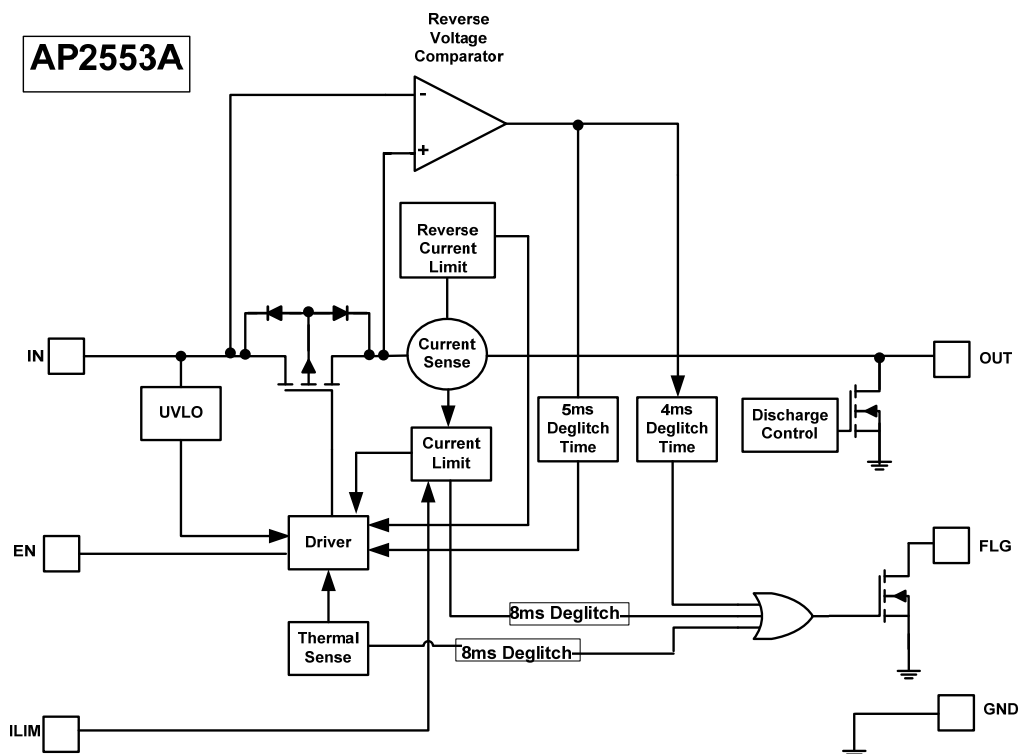 AP2553A
Reverse
Voltage
Comparator
-
+
Reverse
Current
Limit
IN
Current
Sense
OUT
UVLO
5ms
Deglitch
Time
4ms
Deglitch
Time
Discharge
Control
Current
Limit
Driver
EN
FLG
8ms Deglitch
Thermal
Sense
8ms Deglitch
ILIM
GND